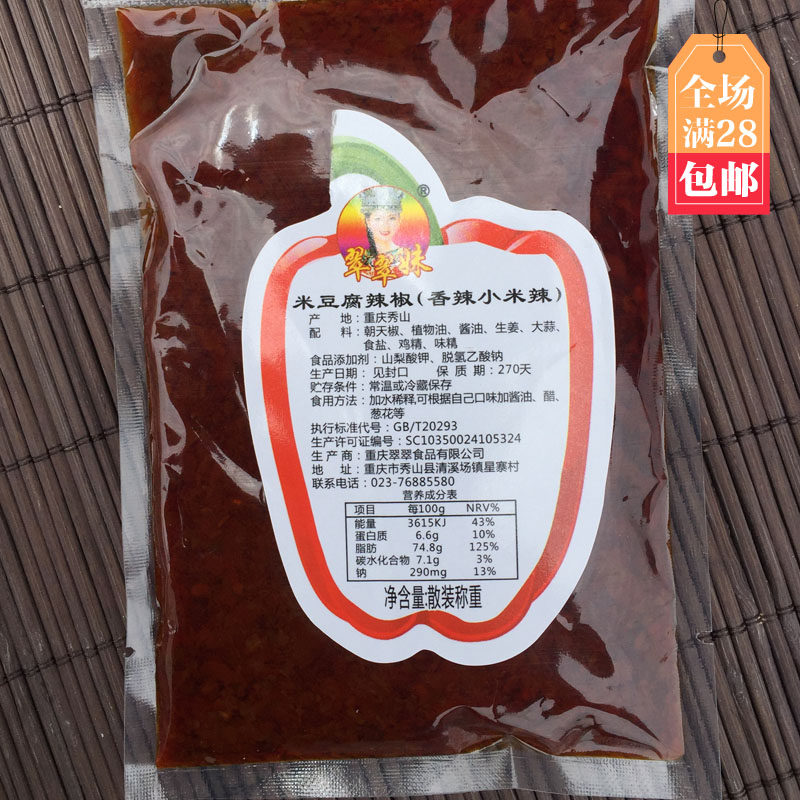 全场
满28
包邮
®
翠翠妹
米豆腐辣椒(香辣小米辣)
产 地:重庆秀山
配 料:朝天椒、植物油、酱油、生姜、大蒜、
食盐、鸡精、味精
食品添加剂:山梨酸钾、脱氢乙酸钠
生产日期: 见封口 保 质 期:270天
贮存条件:常温或冷藏保存
食用方法:加水稀释,可根据自己口味加酱油、醋、
葱花等
执行标准代号:GB/T20293
生产许可证编号:SC10350024105324
生 产 商:重庆翠翠食品有限公司
地 址:重庆市秀山县清溪场镇星寨村
联系电话:023-76885580
营养成分表
项目 每100g NRV%
能量 3615KJ 43%
蛋白质 6.6g 10%
脂肪 74.8g 125%
碳水化合物 7.1g 3%
钠 290mg 13%
净含量:散装称重